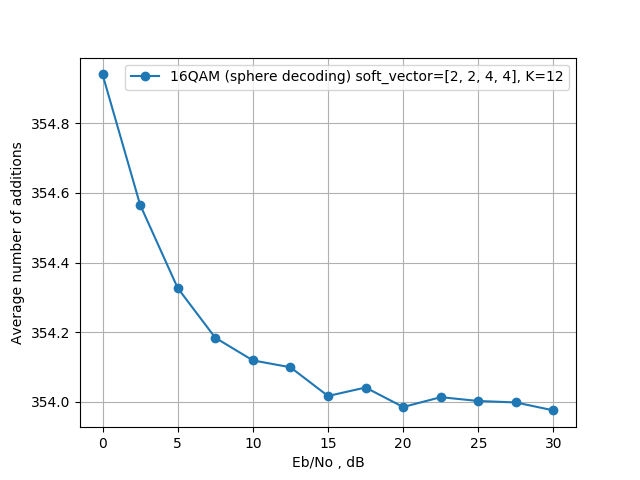 16QAM (sphere decoding) soft_vector=[2, 2, 4, 4], K=12
Average number of additions
354.8
354.6
354.4
354.2
354.0
0 5 10 15 20 25 30
Eb/No , dB